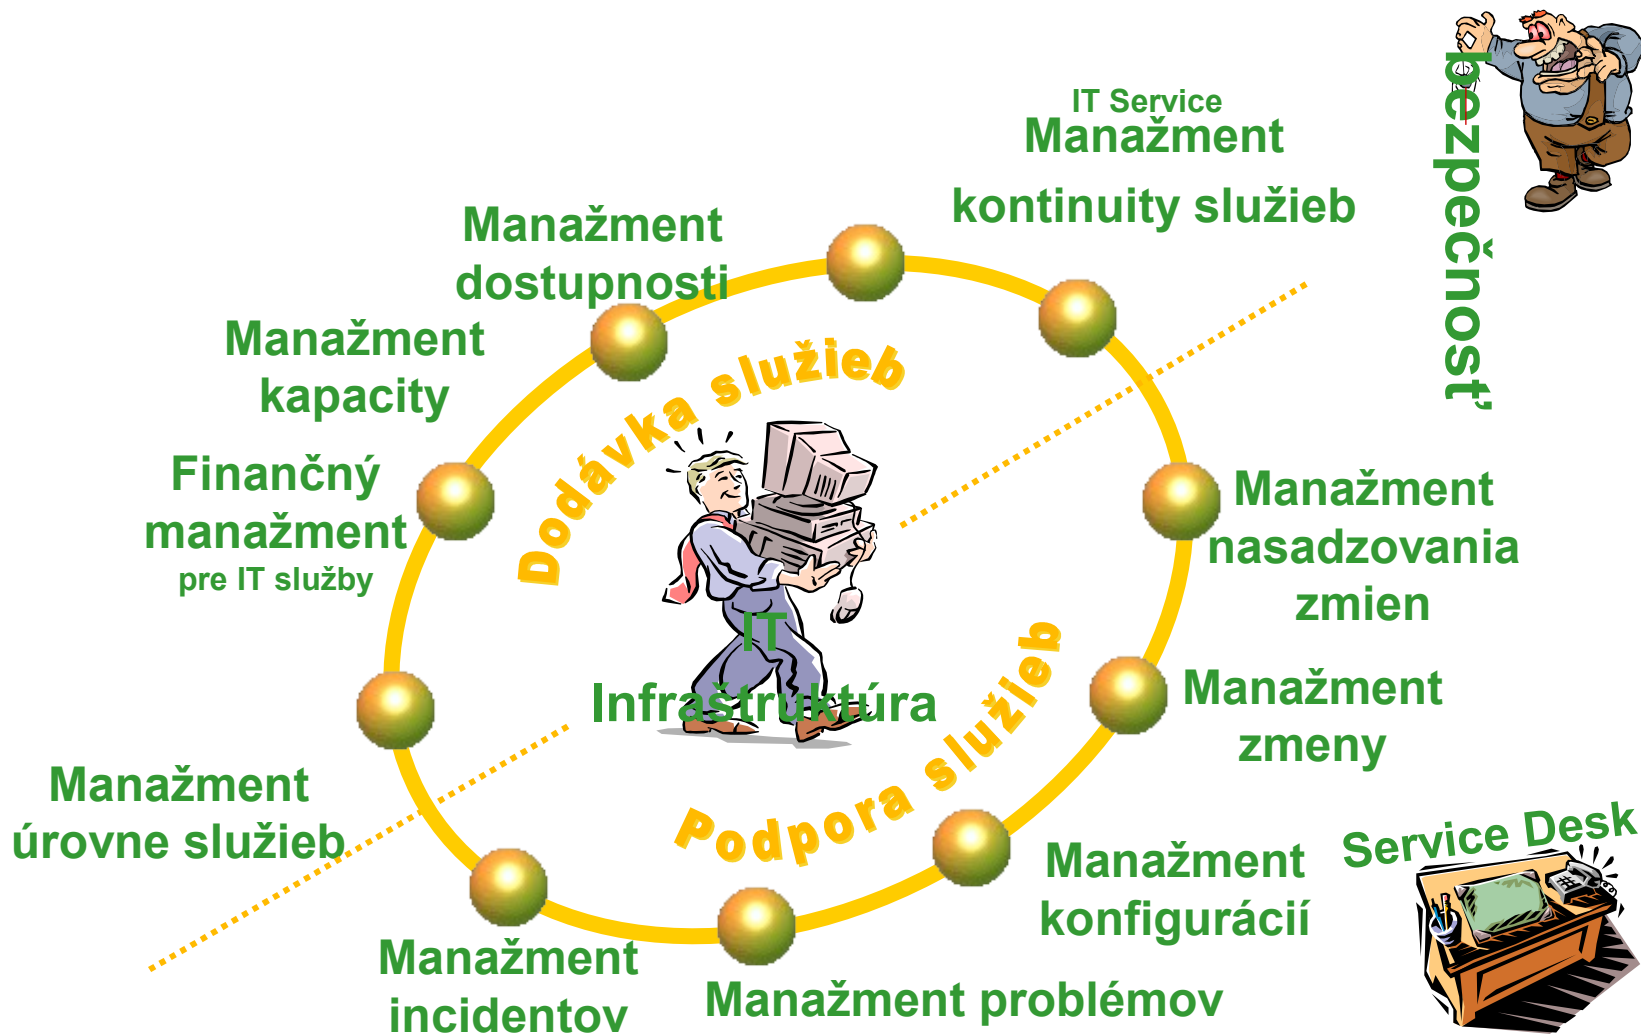 IT Service
Manažment
kontinuity služieb
bezpečnosť
Manažment
dostupnosti
Manažment
kapacity
Finančný
manažment
pre IT služby
Manažment
úrovne služieb
Dodávka služieb
IT
Infraštruktúra
Podpora služieb
Manažment
nasadzovania
zmien
Manažment
zmeny
Service Desk
Manažment
konfigurácií
Manažment
incidentov
Manažment problémov